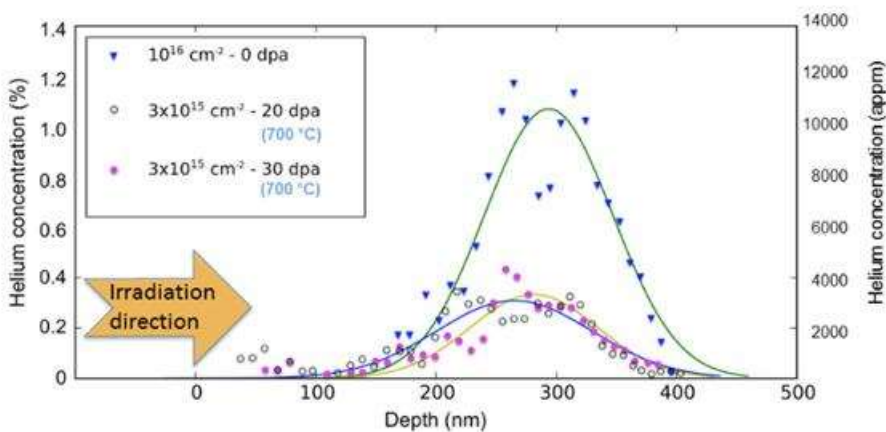 1.4
1.2
1.0
0.8
0.6
0.4
0.2
0
Helium concentration (%)
10¹⁶ cm⁻² - 0 dpa
3x10¹⁵ cm⁻² - 20 dpa
(700 °C)
3x10¹⁵ cm⁻² - 30 dpa
(700 °C)
Irradiation
direction
14000
12000
10000
8000
6000
4000
2000
Helium concentration (appm)
0
100
200
300
400
500
Depth (nm)